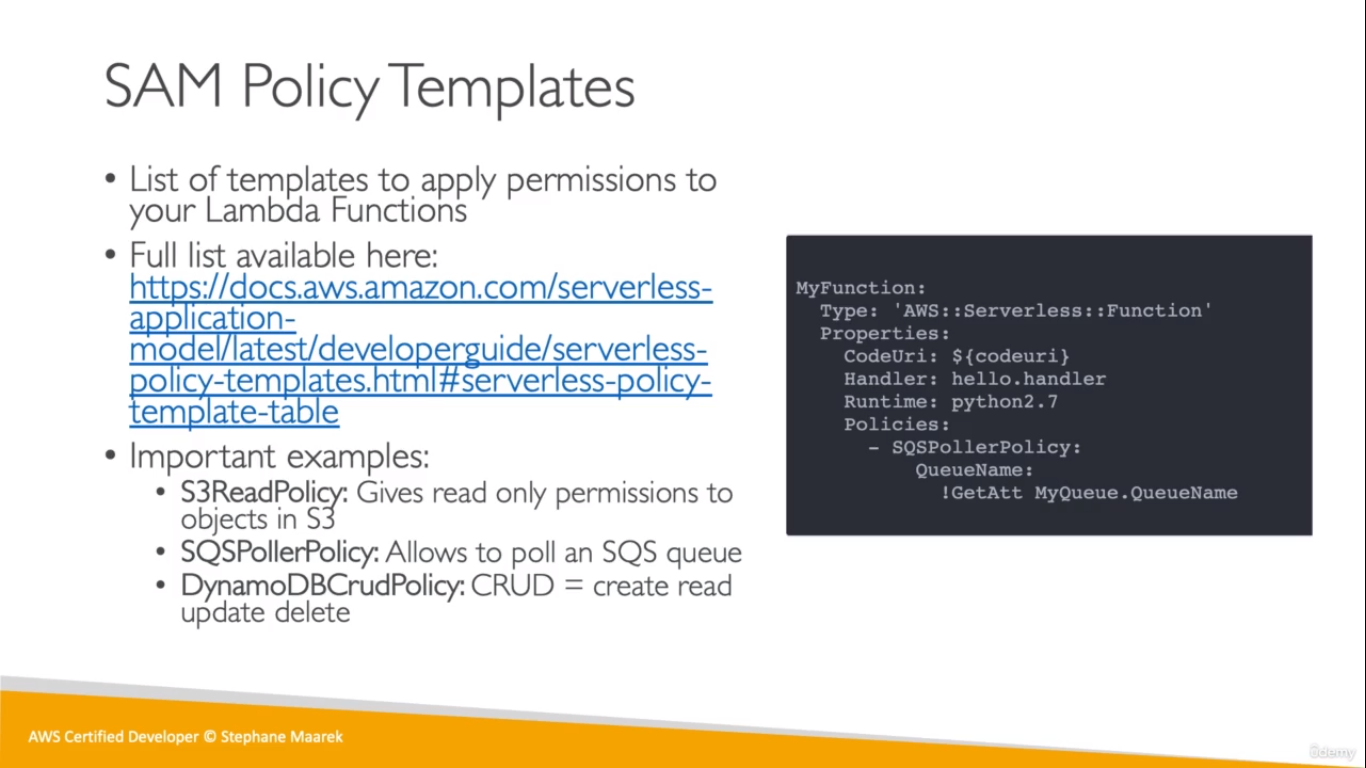 SAM Policy Templates
• List of templates to apply permissions to
your Lambda Functions
• Full list available here:
https://docs.aws.amazon.com/serverless-
application-
model/latest/developerguide/serverless-
policy-templates.html#serverless-policy-
template-table
• Important examples:
• S3ReadPolicy: Gives read only permissions to
objects in S3
• SQSPollerPolicy: Allows to poll an SQS queue
• DynamoDBCrudPolicy: CRUD = create read
update delete
MyFunction:
  Type: 'AWS::Serverless::Function'
  Properties:
    CodeUri: ${codeuri}
    Handler: hello.handler
    Runtime: python2.7
    Policies:
      - SQSPollerPolicy:
          QueueName:
            !GetAtt MyQueue.QueueName
AWS Certified Developer © Stephane Maarek
ûdemy